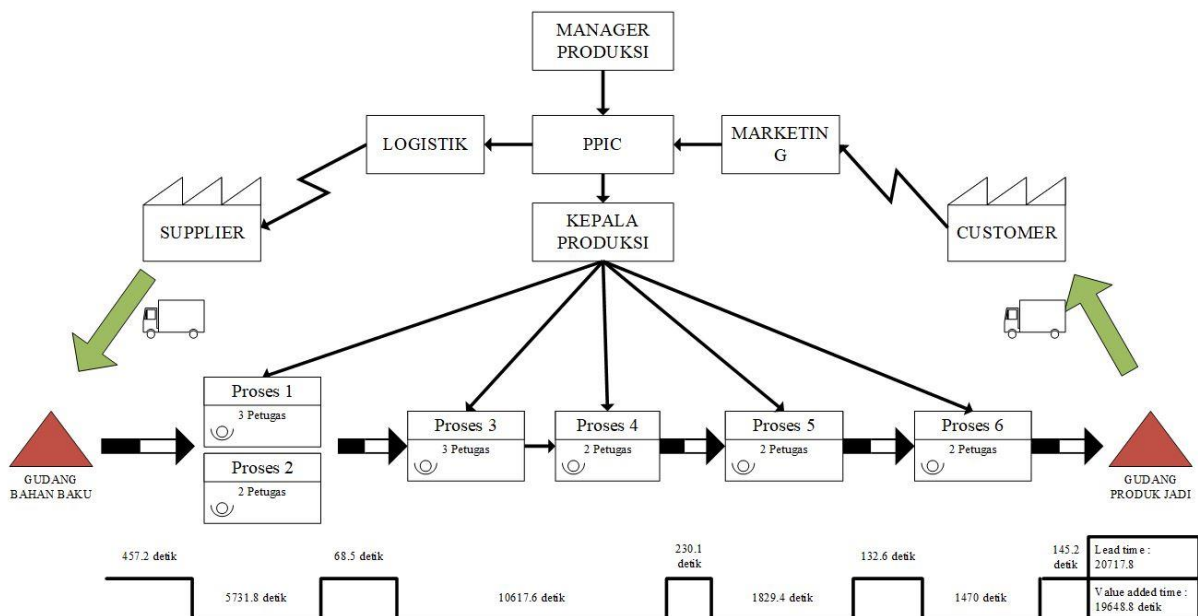 MANAGER
PRODUKSI
LOGISTIK
PPIC
MARKETIN
G
SUPPLIER
KEPALA
PRODUKSI
CUSTOMER
Proses 1
3 Petugas
Proses 2
2 Petugas
Proses 3
3 Petugas
Proses 4
2 Petugas
Proses 5
2 Petugas
Proses 6
2 Petugas
GUDANG
BAHAN BAKU
GUDANG
PRODUK JADI
457.2 detik
68.5 detik
230.1
detik
132.6 detik
145.2
detik
Lead time :
20717.8
5731.8 detik
10617.6 detik
1829.4 detik
1470 detik
Value added time :
19648.8 detik